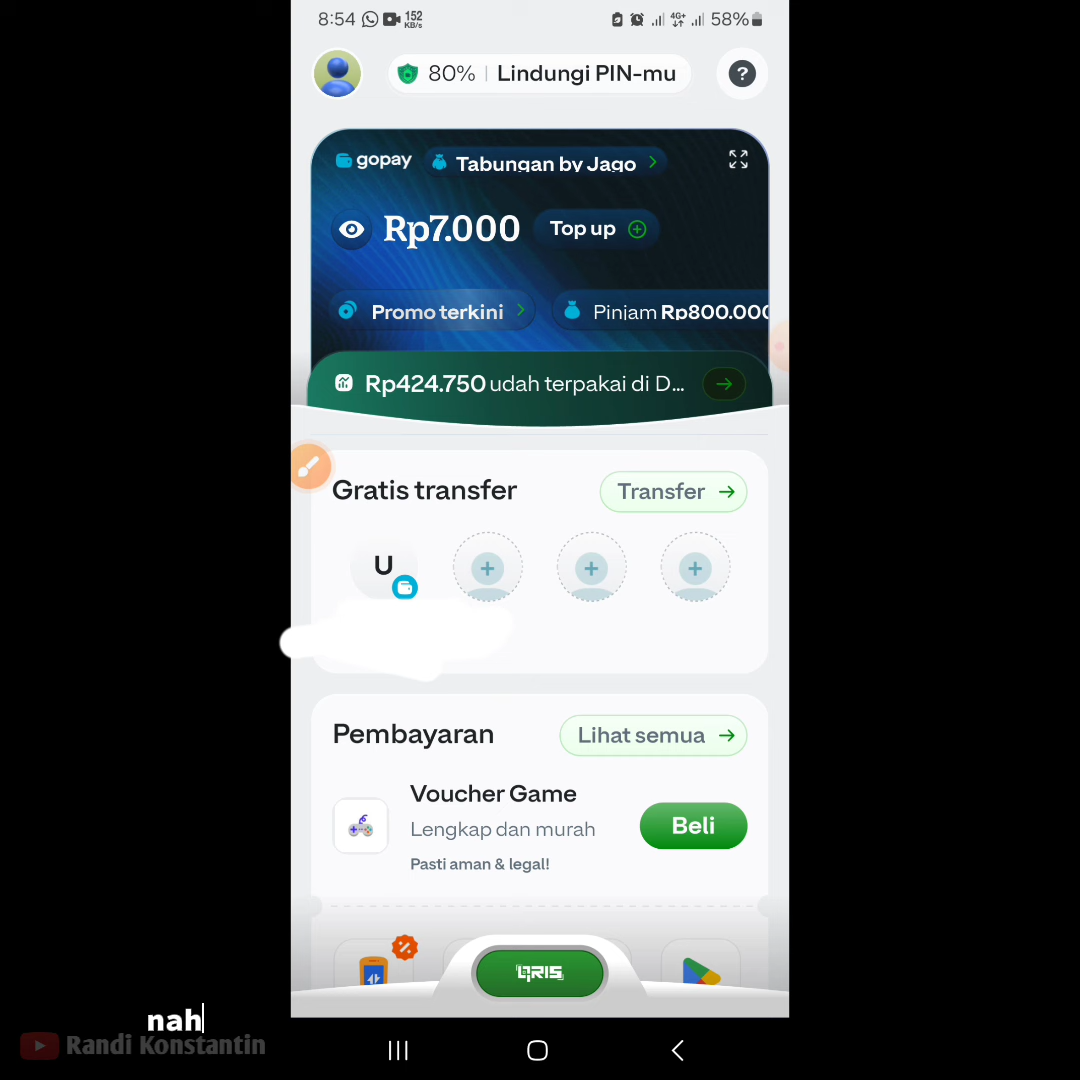 8:54 152 KB/s 4G+ 58%
80% | Lindungi PIN-mu ?
gopay Tabungan by Jago
Rp7.000 Top up
Promo terkini Pinjam Rp800.000
Rp424.750 udah terpakai di D...
Gratis transfer Transfer
U
Pembayaran Lihat semua
Voucher Game
Lengkap dan murah Beli
Pasti aman & legal!
QRIS
nah
Randi Konstantin